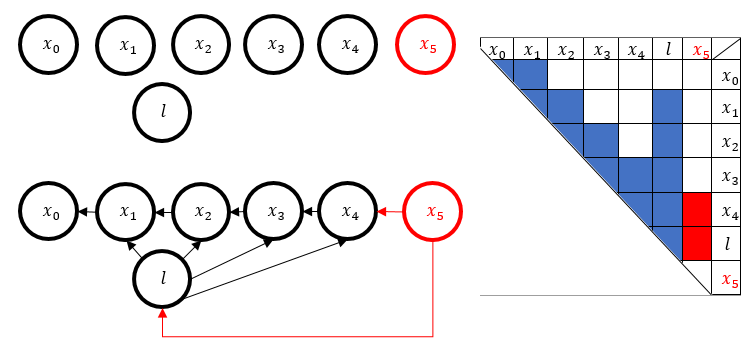 x₀ x₁ x₂ x₃ x₄ x₅
l
x₀ x₁ x₂ x₃ x₄ x₅
l
x₀ x₁ x₂ x₃ x₄ l x₅
x₀
x₁
x₂
x₃
x₄
l
x₅